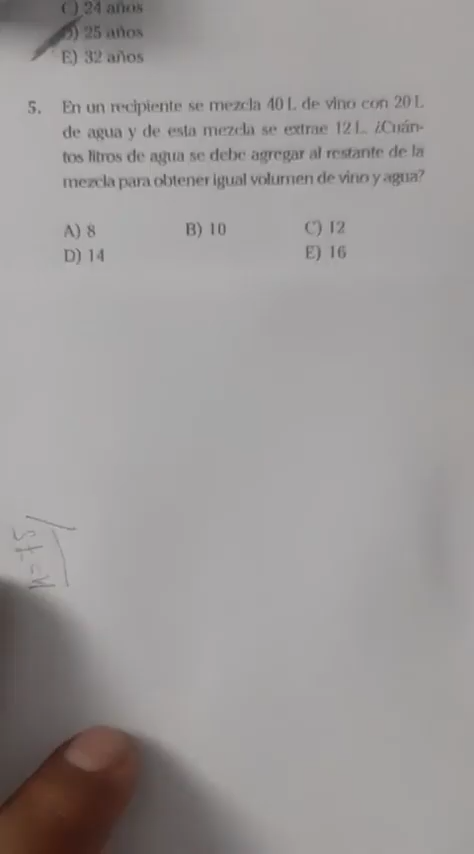 C) 24 años
D) 25 años
E) 32 años
5. En un recipiente se mezcla 40 L de vino con 20 L
de agua y de esta mezcla se extrae 12 L. ¿Cuán-
tos litros de agua se debe agregar al restante de la
mezcla para obtener igual volumen de vino y agua?
A) 8 B) 10 C) 12
D) 14 E) 16